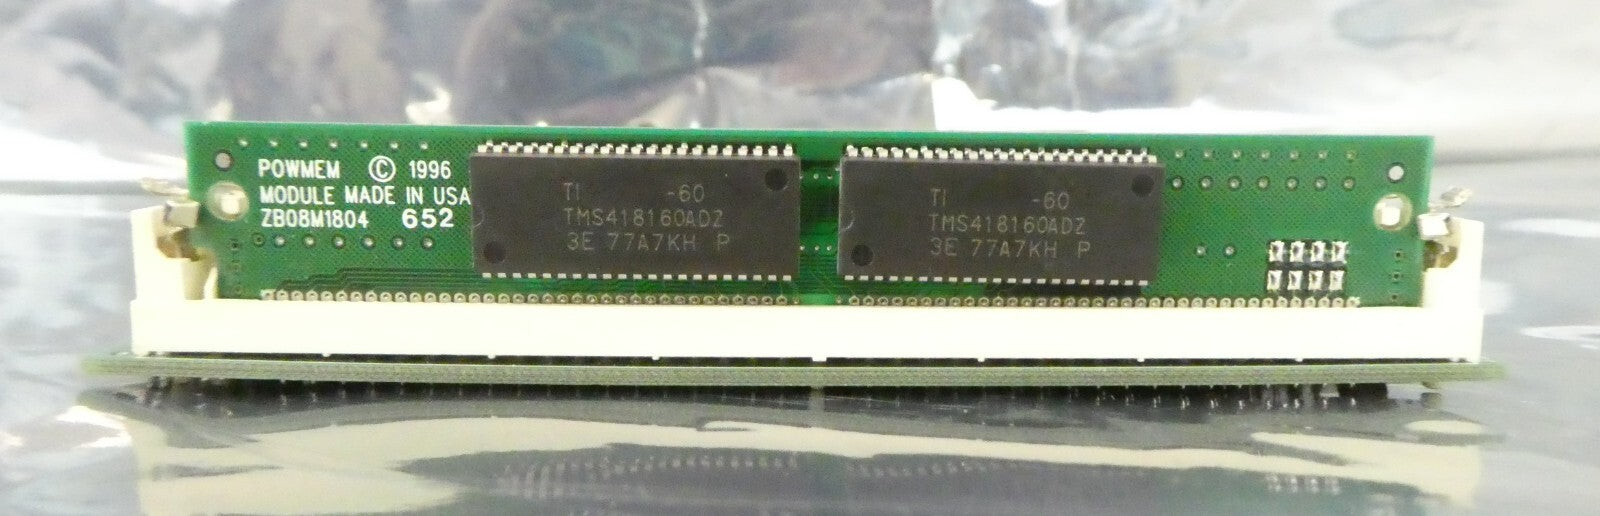 POWMEM © 1996
MODULE MADE IN USA
ZB08M1804 652
TI -60
TMS418160ADZ
3E 77A7KH P
TI -60
TMS418160ADZ
3E 77A7KH P